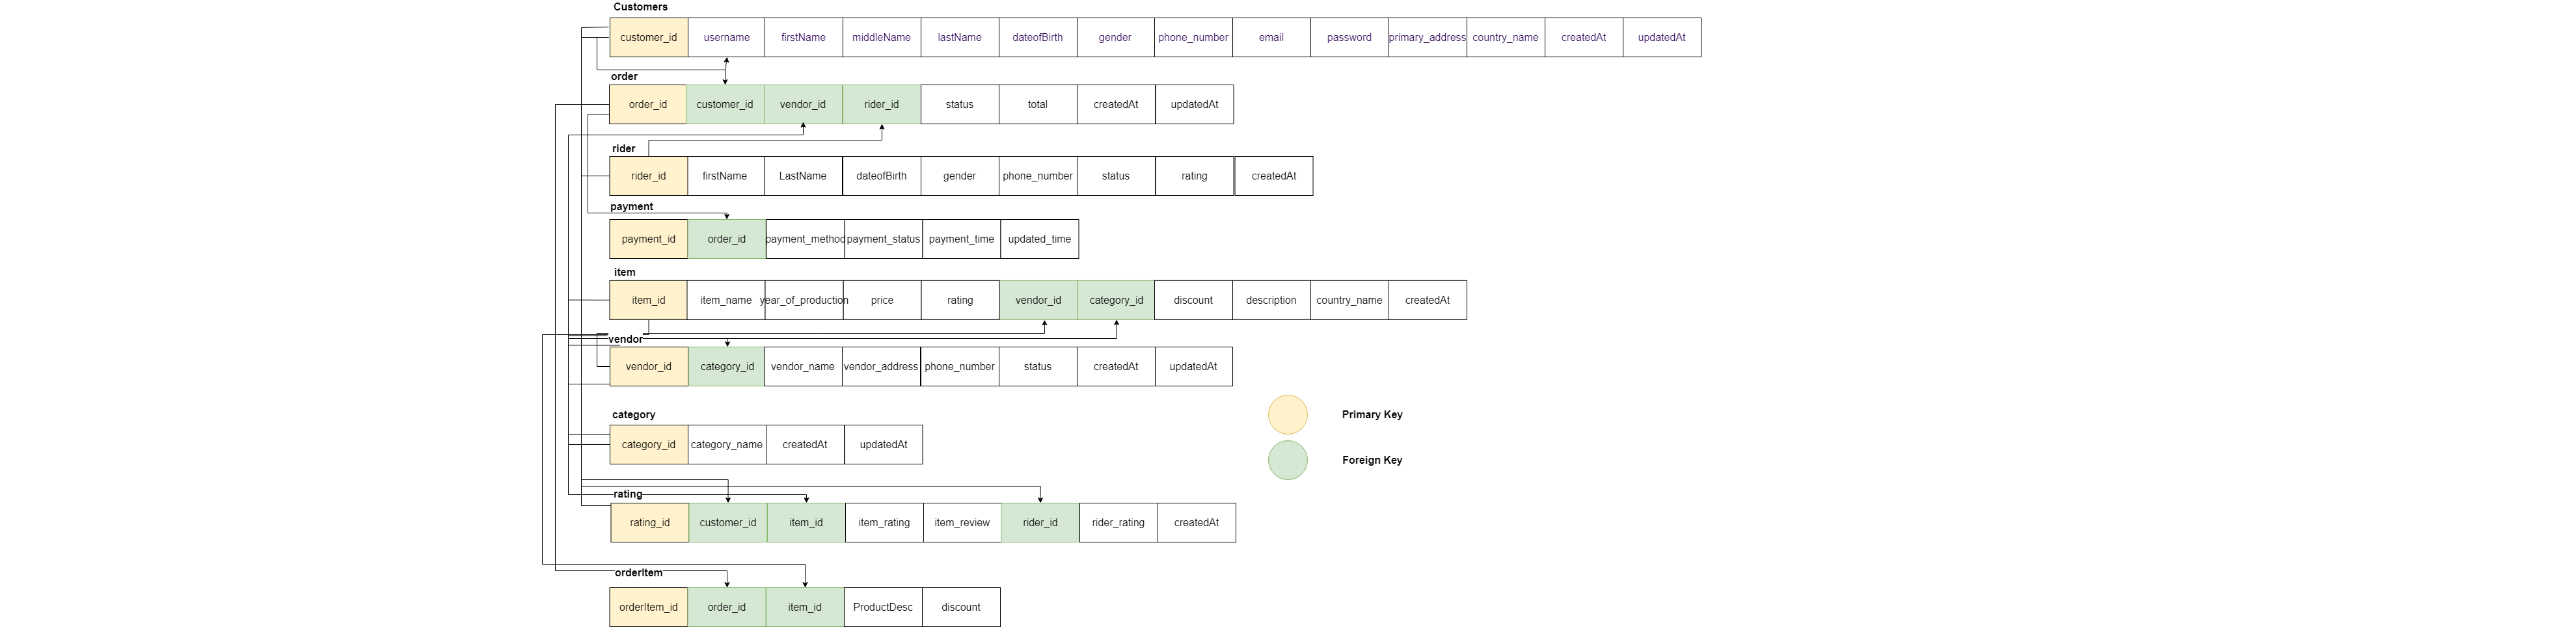 Customers
customer_id username firstName middleName lastName dateofBirth gender phone_number email password primary_address country_name createdAt updatedAt
order
order_id customer_id vendor_id rider_id status total createdAt updatedAt
rider
rider_id firstName LastName dateofBirth gender phone_number status rating createdAt
payment
payment_id order_id payment_method payment_status payment_time updated_time
item
item_id item_name year_of_production price rating vendor_id category_id discount description country_name createdAt
vendor
vendor_id category_id vendor_name vendor_address phone_number status createdAt updatedAt
category
Primary Key
category_id category_name createdAt updatedAt
Foreign Key
rating
rating_id customer_id item_id item_rating item_review rider_id rider_rating createdAt
orderItem
orderItem_id order_id item_id ProductDesc discount